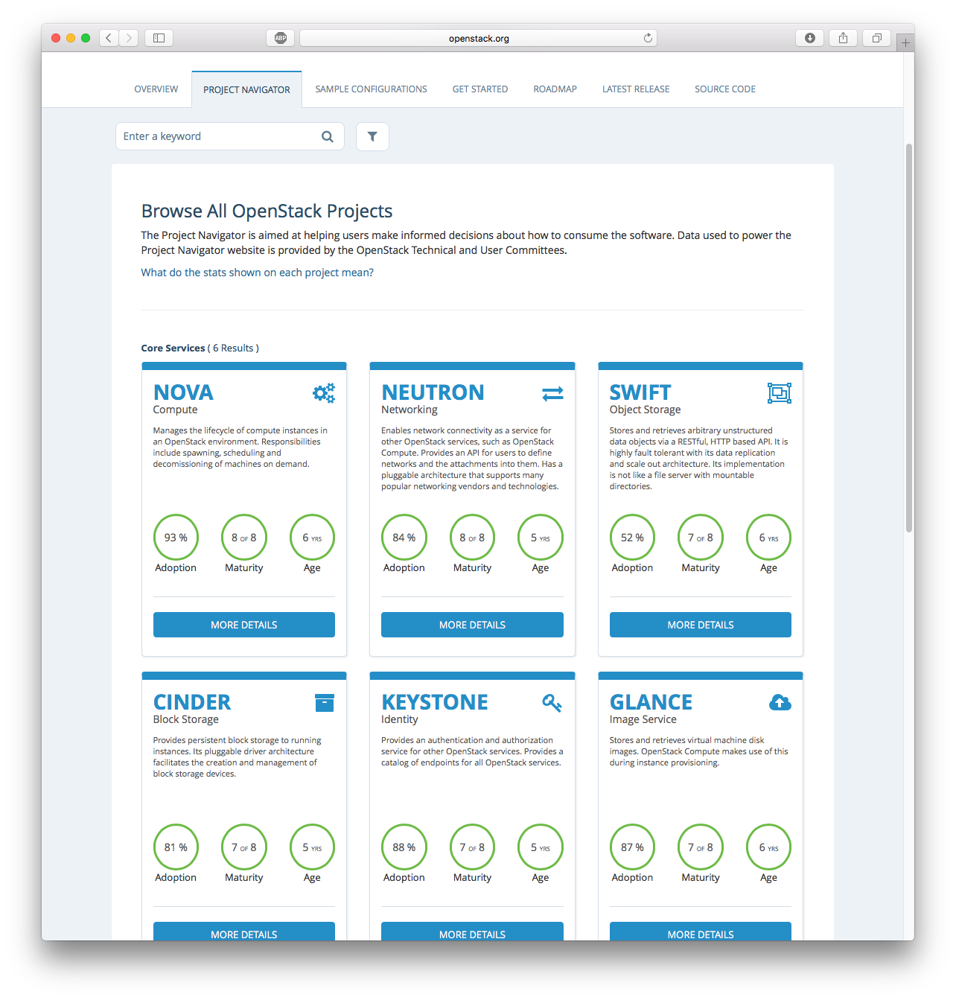 ABP
openstack.org
OVERVIEW
PROJECT NAVIGATOR
SAMPLE CONFIGURATIONS
GET STARTED
ROADMAP
LATEST RELEASE
SOURCE CODE
Enter a keyword
Browse All OpenStack Projects
The Project Navigator is aimed at helping users make informed decisions about how to consume the software. Data used to power the
Project Navigator website is provided by the OpenStack Technical and User Committees.
What do the stats shown on each project mean?
Core Services ( 6 Results )
NOVA
Compute
Manages the lifecycle of compute instances in
an OpenStack environment. Responsibilities
include spawning, scheduling and
decomissioning of machines on demand.
93 %
8 OF 8
6 YRS
Adoption
Maturity
Age
MORE DETAILS
NEUTRON
Networking
Enables network connectivity as a service for
other OpenStack services, such as OpenStack
Compute. Provides an API for users to define
networks and the attachments into them. Has a
pluggable architecture that supports many
popular networking vendors and technologies.
84 %
8 OF 8
5 YRS
Adoption
Maturity
Age
MORE DETAILS
SWIFT
Object Storage
Stores and retrieves arbitrary unstructured
data objects via a RESTful, HTTP based API. It is
highly fault tolerant with its data replication
and scale out architecture. Its implementation
is not like a file server with mountable
directories.
52 %
7 OF 8
6 YRS
Adoption
Maturity
Age
MORE DETAILS
CINDER
Block Storage
Provides persistent block storage to running
instances. Its pluggable driver architecture
facilitates the creation and management of
block storage devices.
81 %
7 OF 8
5 YRS
Adoption
Maturity
Age
MORE DETAILS
KEYSTONE
Identity
Provides an authentication and authorization
service for other OpenStack services. Provides a
catalog of endpoints for all OpenStack services.
88 %
7 OF 8
5 YRS
Adoption
Maturity
Age
MORE DETAILS
GLANCE
Image Service
Stores and retrieves virtual machine disk
images. OpenStack Compute makes use of this
during instance provisioning.
87 %
7 OF 8
6 YRS
Adoption
Maturity
Age
MORE DETAILS